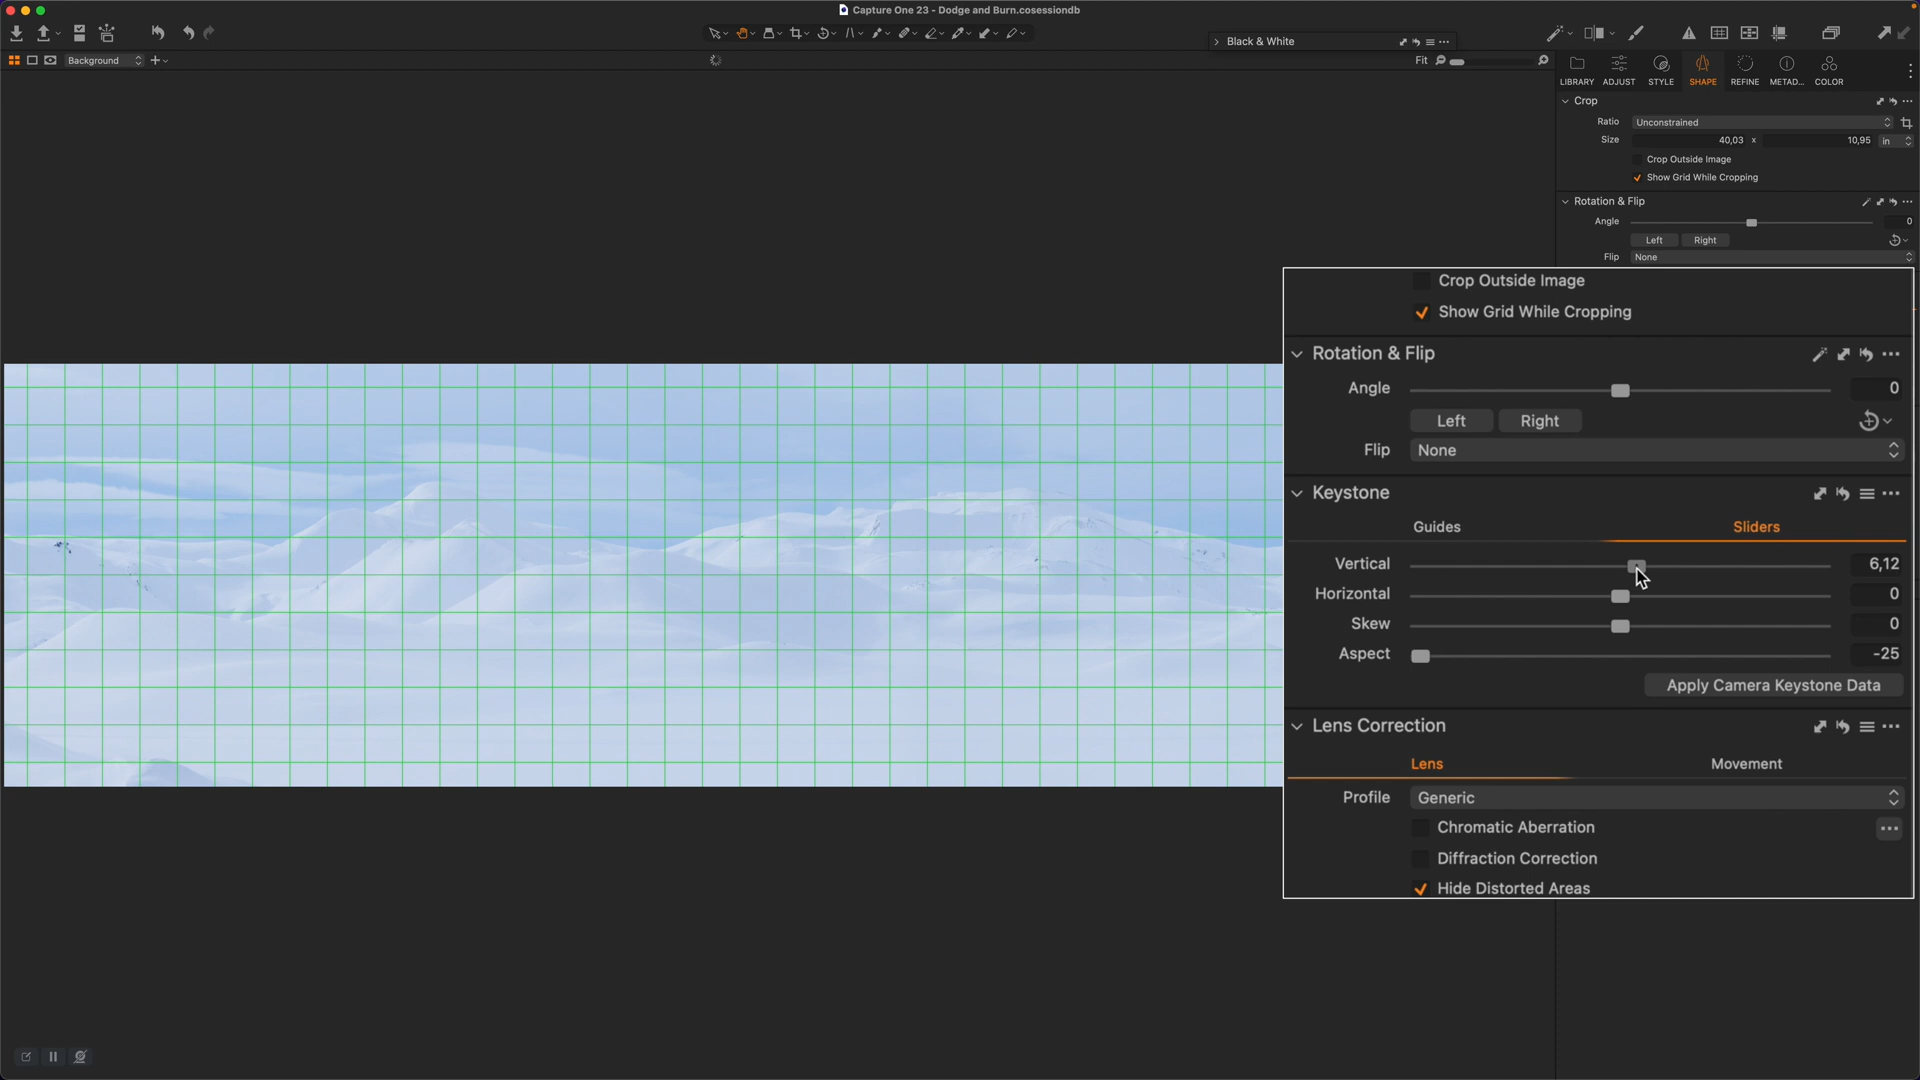 Capture One 23 - Dodge and Burn.cosessiondb
Background
Black & White
Fit
LIBRARY ADJUST STYLE SHAPE REFINE METAD... COLOR
Crop
Ratio Unconstrained
Size 40,03 x 10,95 in
Crop Outside Image
Show Grid While Cropping
Rotation & Flip
Angle 0
Left Right
Flip None
Crop Outside Image
Show Grid While Cropping
Rotation & Flip
Angle 0
Left Right
Flip None
Keystone
Guides Sliders
Vertical 6,12
Horizontal 0
Skew 0
Aspect -25
Apply Camera Keystone Data
Lens Correction
Lens Movement
Profile Generic
Chromatic Aberration
Diffraction Correction
Hide Distorted Areas